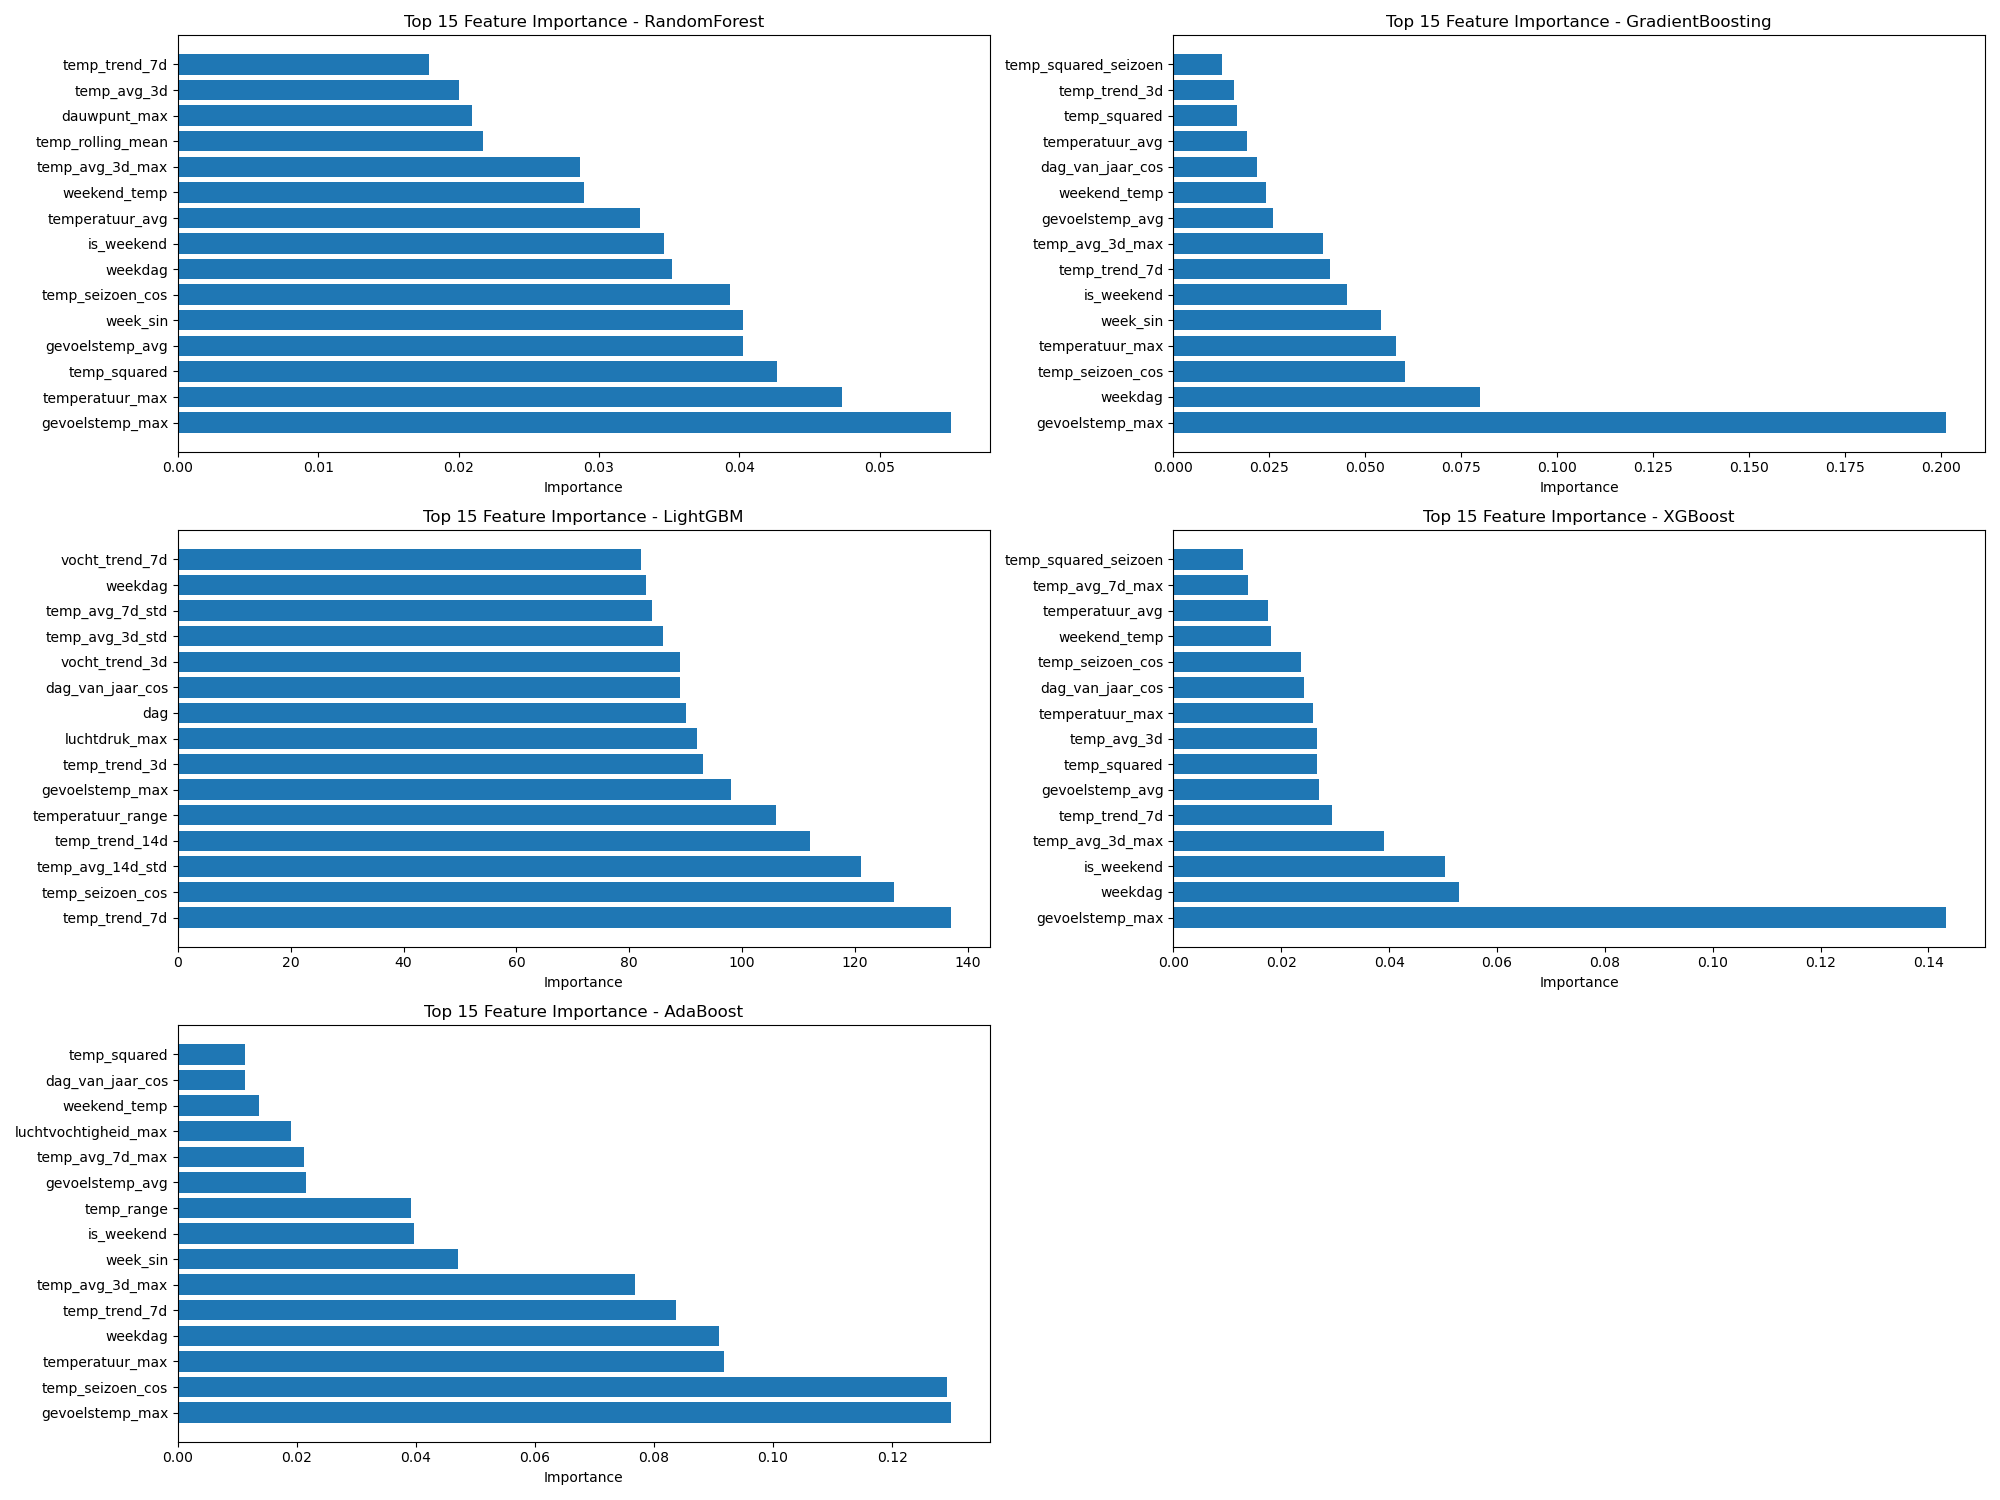 Top 15 Feature Importance - RandomForest
temp_trend_7d
temp_avg_3d
dauwpunt_max
temp_rolling_mean
temp_avg_3d_max
weekend_temp
temperatuur_avg
is_weekend
weekdag
temp_seizoen_cos
week_sin
gevoelstemp_avg
temp_squared
temperatuur_max
gevoelstemp_max
0.00 0.01 0.02 0.03 0.04 0.05
Importance
Top 15 Feature Importance - GradientBoosting
temp_squared_seizoen
temp_trend_3d
temp_squared
temperatuur_avg
dag_van_jaar_cos
weekend_temp
gevoelstemp_avg
temp_avg_3d_max
temp_trend_7d
is_weekend
week_sin
temperatuur_max
temp_seizoen_cos
weekdag
gevoelstemp_max
0.000 0.025 0.050 0.075 0.100 0.125 0.150 0.175 0.200
Importance
Top 15 Feature Importance - LightGBM
vocht_trend_7d
weekdag
temp_avg_7d_std
temp_avg_3d_std
vocht_trend_3d
dag_van_jaar_cos
dag
luchtdruk_max
temp_trend_3d
gevoelstemp_max
temperatuur_range
temp_trend_14d
temp_avg_14d_std
temp_seizoen_cos
temp_trend_7d
0 20 40 60 80 100 120 140
Importance
Top 15 Feature Importance - XGBoost
temp_squared_seizoen
temp_avg_7d_max
temperatuur_avg
weekend_temp
temp_seizoen_cos
dag_van_jaar_cos
temperatuur_max
temp_avg_3d
temp_squared
gevoelstemp_avg
temp_trend_7d
temp_avg_3d_max
is_weekend
weekdag
gevoelstemp_max
0.00 0.02 0.04 0.06 0.08 0.10 0.12 0.14
Importance
Top 15 Feature Importance - AdaBoost
temp_squared
dag_van_jaar_cos
weekend_temp
luchtvochtigheid_max
temp_avg_7d_max
gevoelstemp_avg
temp_range
is_weekend
week_sin
temp_avg_3d_max
temp_trend_7d
weekdag
temperatuur_max
temp_seizoen_cos
gevoelstemp_max
0.00 0.02 0.04 0.06 0.08 0.10 0.12
Importance